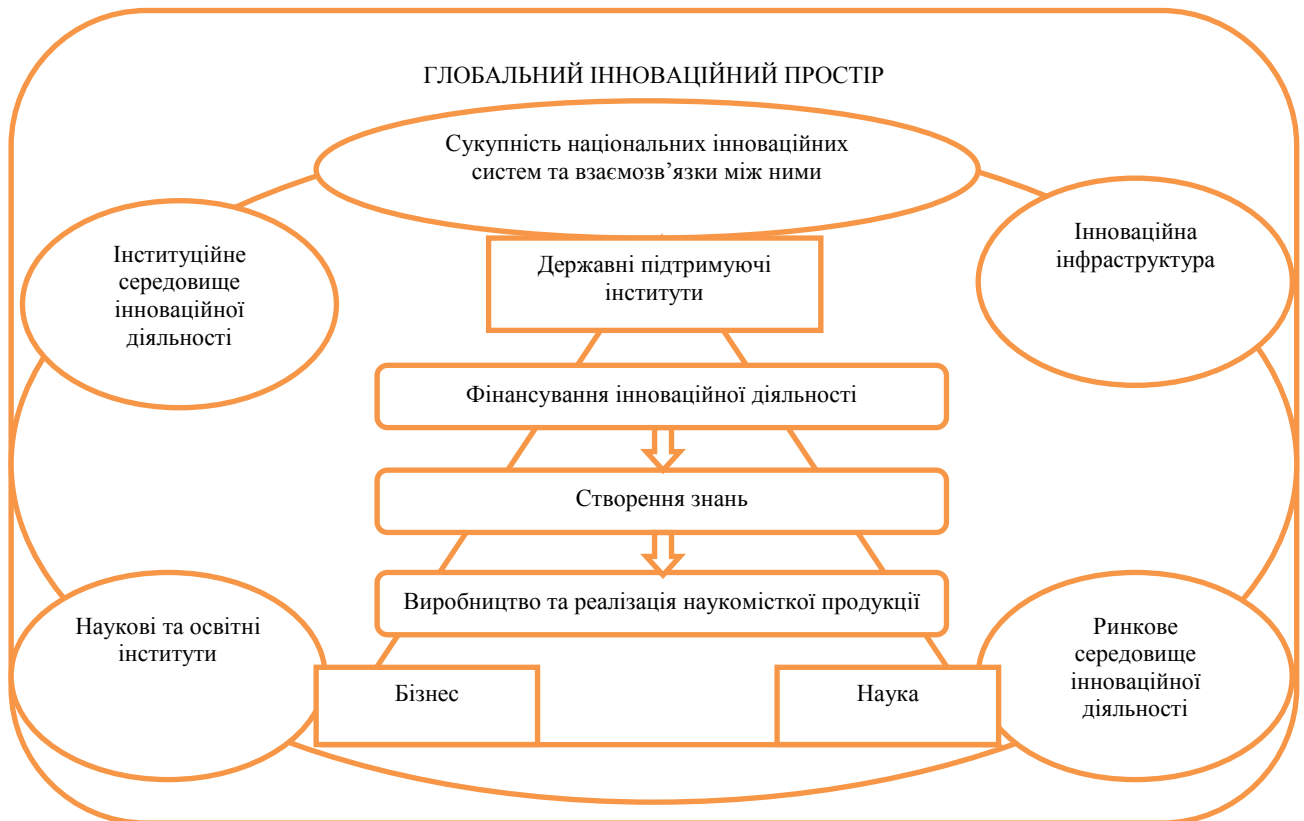 ГЛОБАЛЬНИЙ ІННОВАЦІЙНИЙ ПРОСТІР
Сукупність національних інноваційних
систем та взаємозв’язки між ними
Інституційне
середовище
інноваційної
діяльності
Державні підтримуючі
інститути
Інноваційна
інфраструктура
Фінансування інноваційної діяльності
Створення знань
Виробництво та реалізація наукомісткої продукції
Наукові та освітні
інститути
Бізнес
Наука
Ринкове
середовище
інноваційної
діяльності